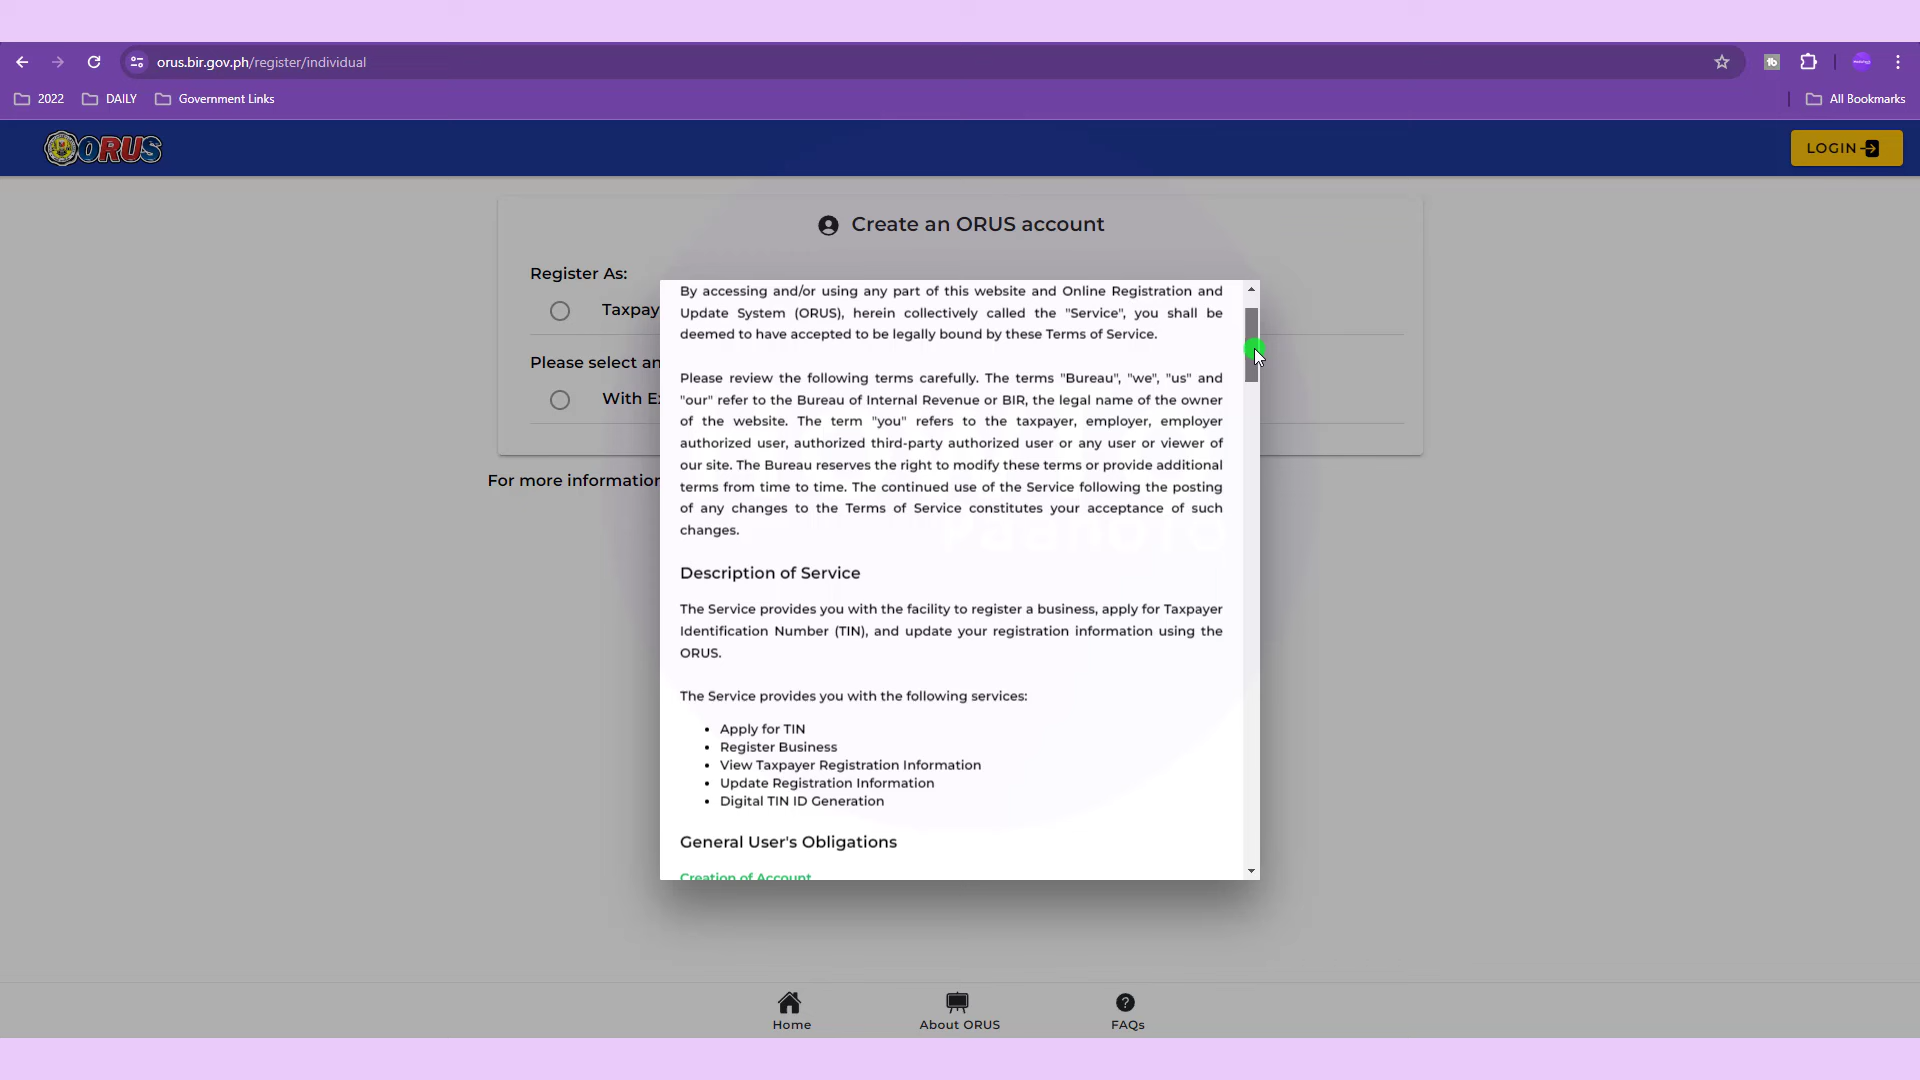 orus.bir.gov.ph/register/individual
2022
DAILY
Government Links
All Bookmarks
ORUS
LOGIN
Create an ORUS account
Register As:
Taxpay
Please select an
With E
For more information
By accessing and/or using any part of this website and Online Registration and
Update System (ORUS), herein collectively called the "Service", you shall be
deemed to have accepted to be legally bound by these Terms of Service.
Please review the following terms carefully. The terms "Bureau", "we", "us" and
"our" refer to the Bureau of Internal Revenue or BIR, the legal name of the owner
of the website. The term "you" refers to the taxpayer, employer, employer
authorized user, authorized third-party authorized user or any user or viewer of
our site. The Bureau reserves the right to modify these terms or provide additional
terms from time to time. The continued use of the Service following the posting
of any changes to the Terms of Service constitutes your acceptance of such
changes.
Description of Service
The Service provides you with the facility to register a business, apply for Taxpayer
Identification Number (TIN), and update your registration information using the
ORUS.
The Service provides you with the following services:
• Apply for TIN
• Register Business
• View Taxpayer Registration Information
• Update Registration Information
• Digital TIN ID Generation
General User's Obligations
Creation of Account
Home
About ORUS
FAQs